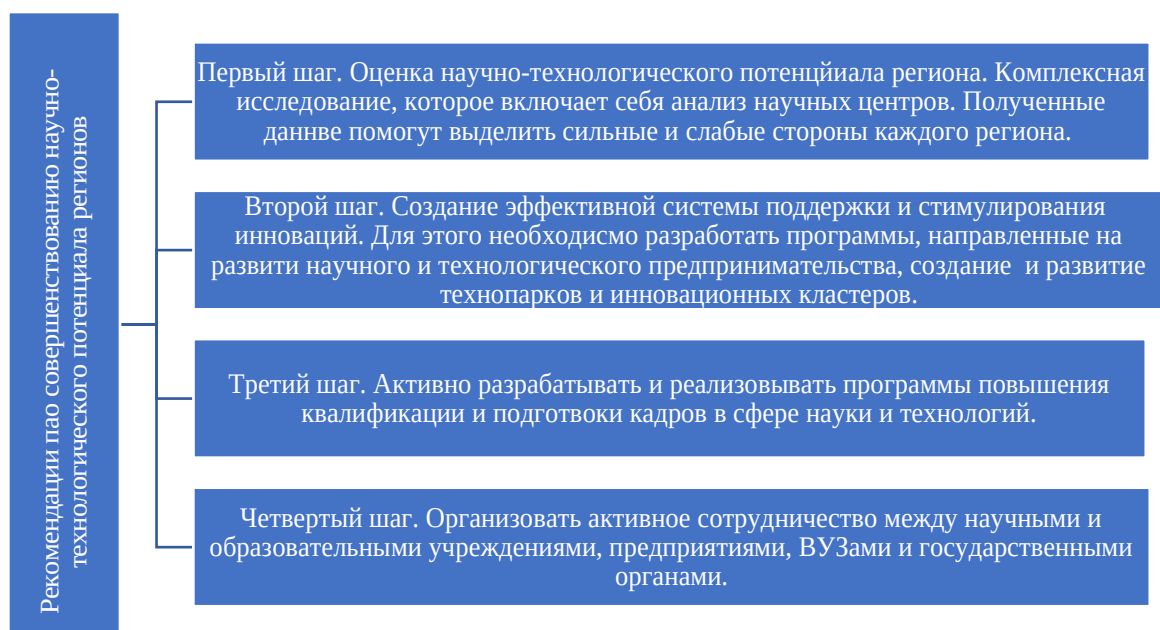 Рекомендации пао совершенствованию научно-
технологического потенциала регионов
Первый шаг. Оценка научно-технологического потенцйиала региона. Комплексная
исследование, которое включает себя анализ научных центров. Полученные
даннве помогут выделить сильные и слабые стороны каждого региона.
Второй шаг. Создание эффективной системы поддержки и стимулирования
инноваций. Для этого необходисмо разработать программы, направленные на
развити научного и технологического предпринимательства, создание  и развитие
технопарков и инновационных кластеров.
Третий шаг. Активно разрабатывать и реализовывать программы повышения
квалификации и подготвоки кадров в сфере науки и технологий.
Четвертый шаг. Организовать активное сотрудничество между научными и
образовательными учреждениями, предприятиями, ВУЗами и государственными
органами.